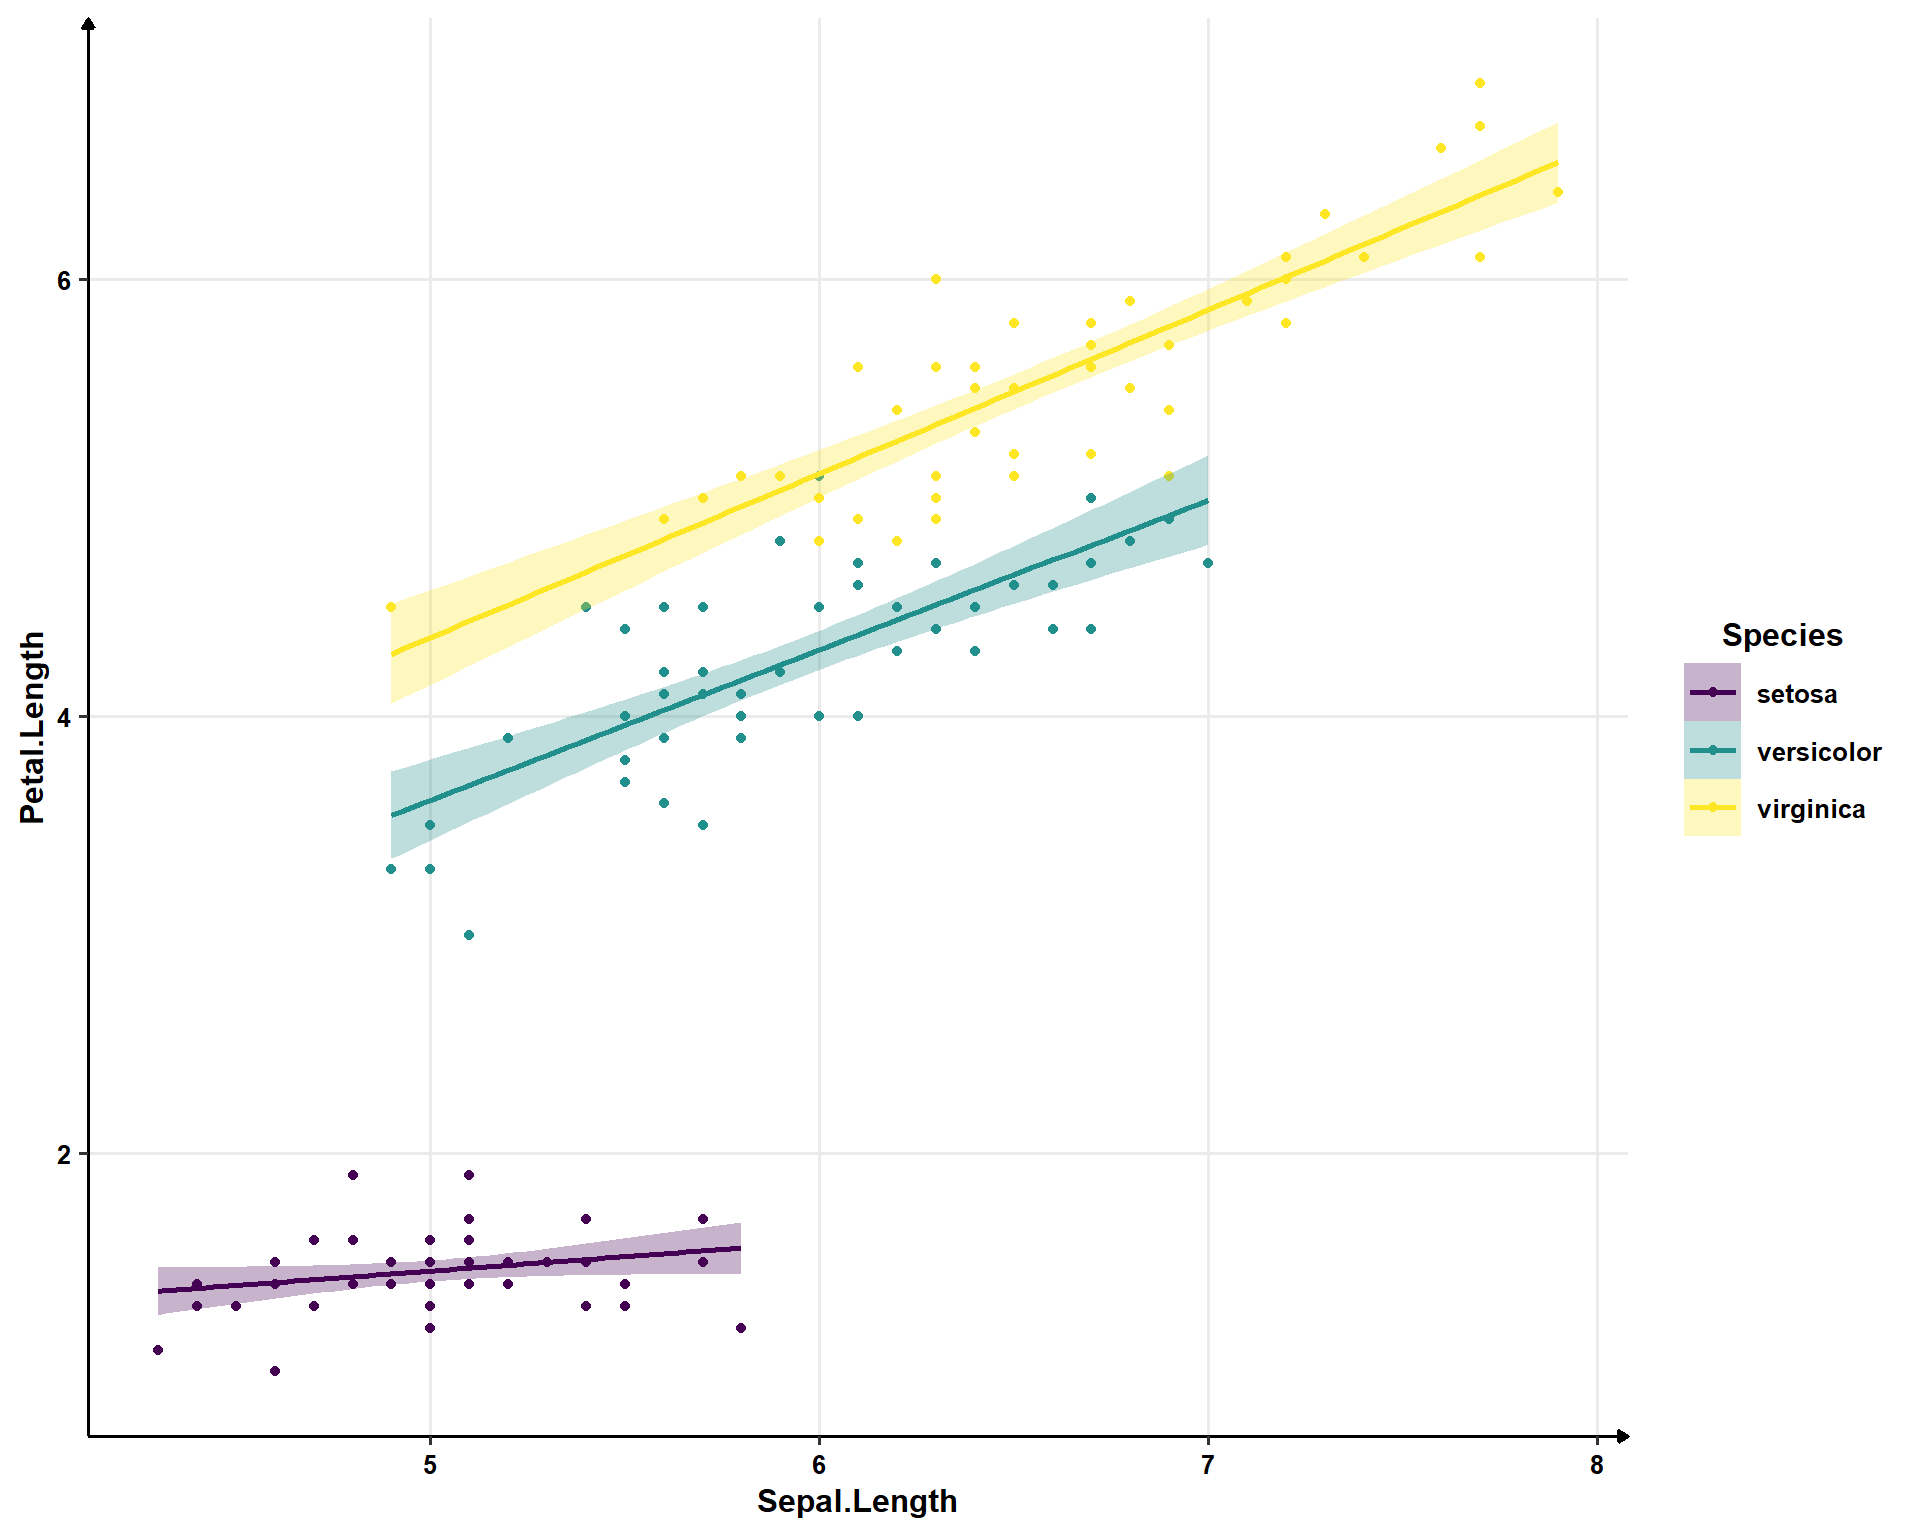 6
4
2
Petal.Length
5 6 7 8
Sepal.Length
Species
setosa
versicolor
virginica